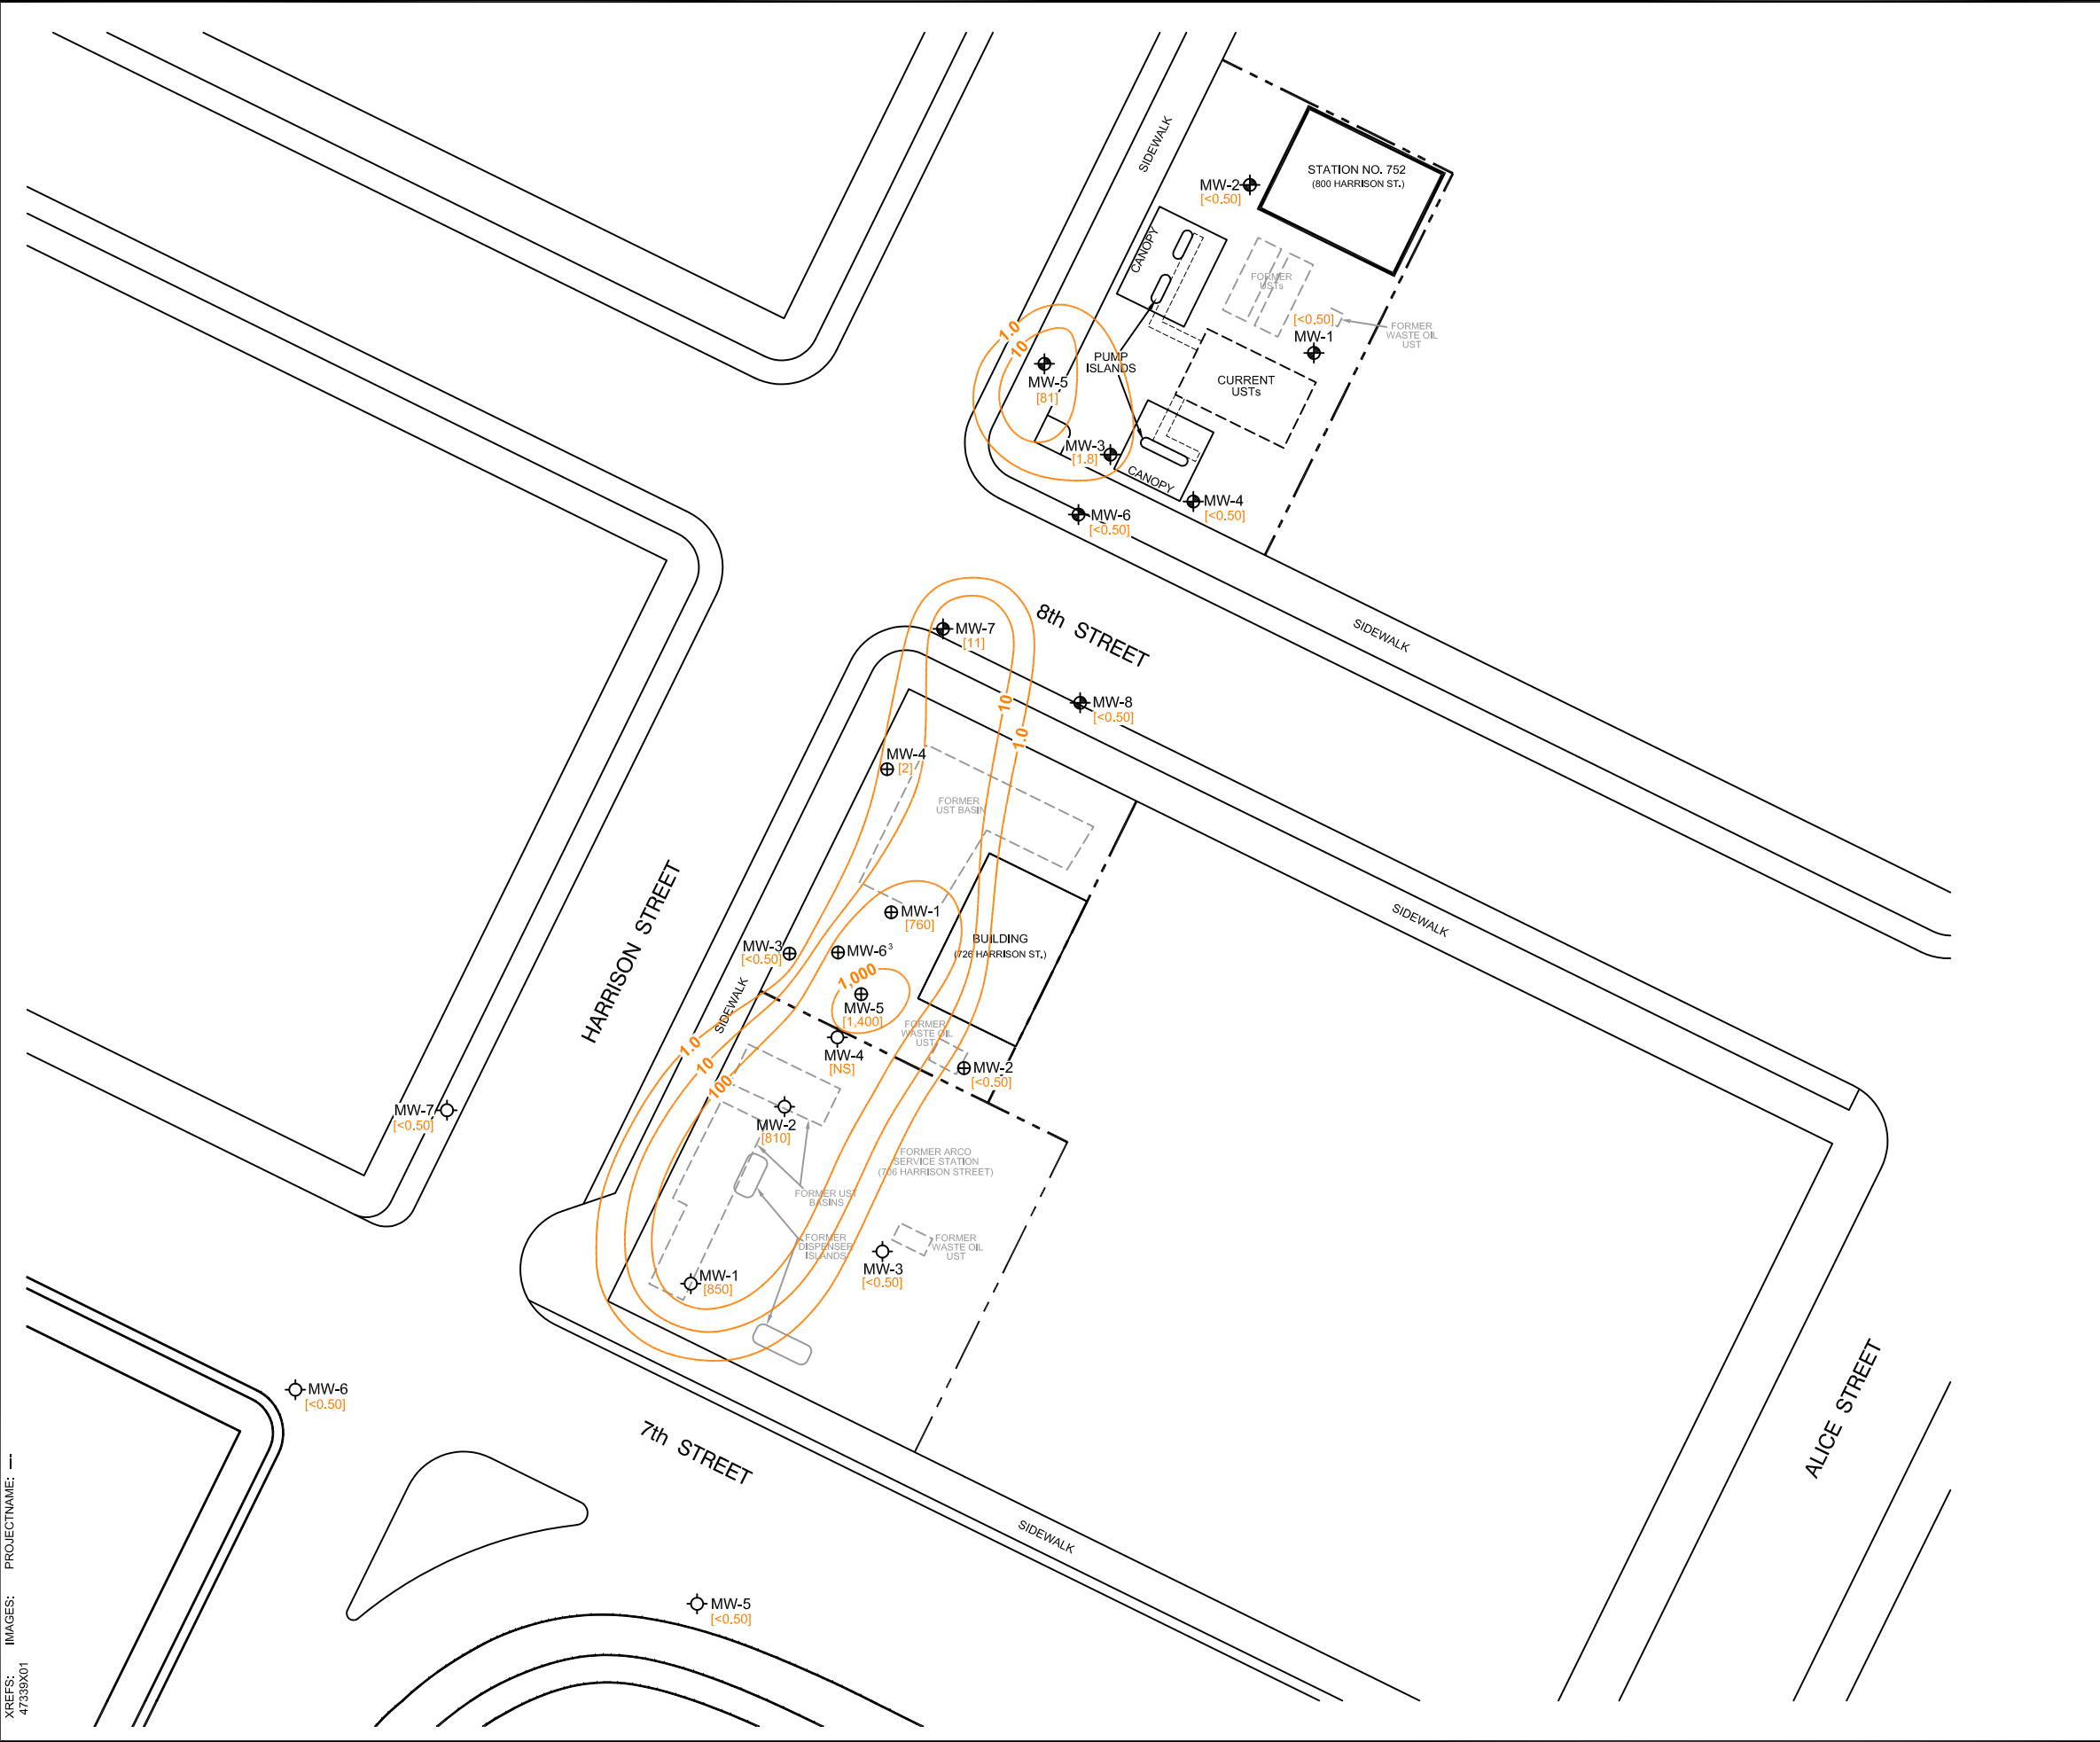 SIDEWALK
STATION NO. 752
(800 HARRISON ST.)
MW-2
[<0.50]
CANOPY
FORMER
USTs
[<0.50]
MW-1
FORMER
WASTE OIL
UST
1.0
10
PUMP
ISLANDS
MW-5
[81]
CURRENT
USTs
MW-3
[1.8]
CANOPY
MW-4
[<0.50]
MW-6
[<0.50]
8th STREET
SIDEWALK
MW-7
[11]
10
1.0
MW-8
[<0.50]
MW-4
[2]
FORMER
UST BASIN
HARRISON STREET
SIDEWALK
MW-1
[760]
MW-3
[<0.50]
MW-6³
BUILDING
(726 HARRISON ST.)
SIDEWALK
1,000
MW-5
[1,400]
FORMER
WASTE OIL
UST
MW-4
[NS]
MW-2
[<0.50]
1.0
10
100
MW-7
[<0.50]
MW-2
[810]
FORMER ARCO
SERVICE STATION
(706 HARRISON STREET)
FORMER UST
BASINS
FORMER
DISPENSER
ISLANDS
FORMER
WASTE OIL
UST
MW-3
[<0.50]
MW-1
[850]
MW-6
[<0.50]
7th STREET
ALICE STREET
SIDEWALK
MW-5
[<0.50]
XREFS: IMAGES: PROJECTNAME: ---
47339X01